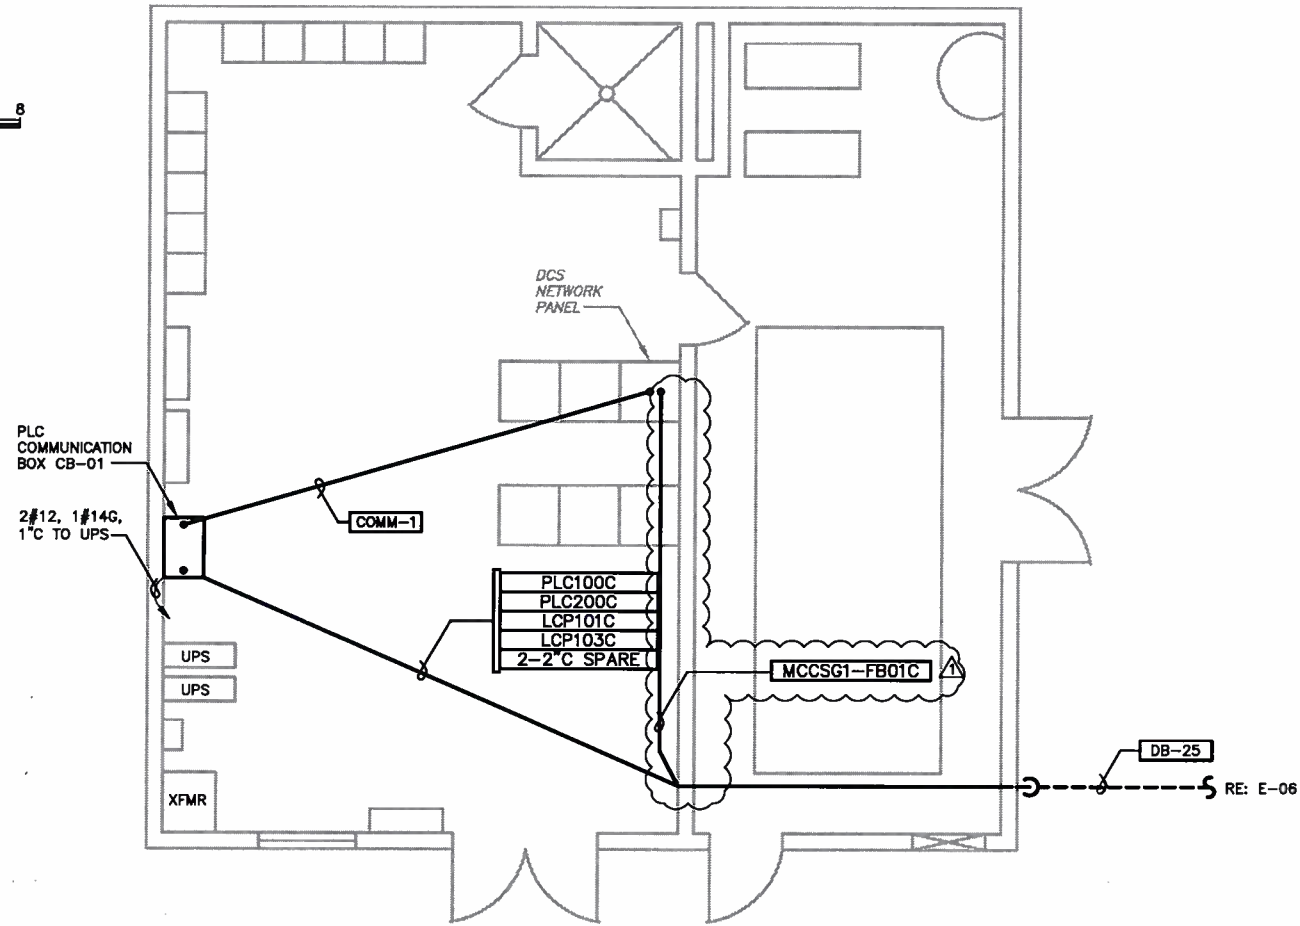 8
DCS
NETWORK
PANEL
PLC
COMMUNICATION
BOX CB-01
2#12, 1#14G,
1"C TO UPS
COMM-1
PLC100C
PLC200C
LCP101C
LCP103C
2-2"C SPARE
UPS
UPS
MCCSG1-FB01C
1
DB-25
RE: E-06
XFMR